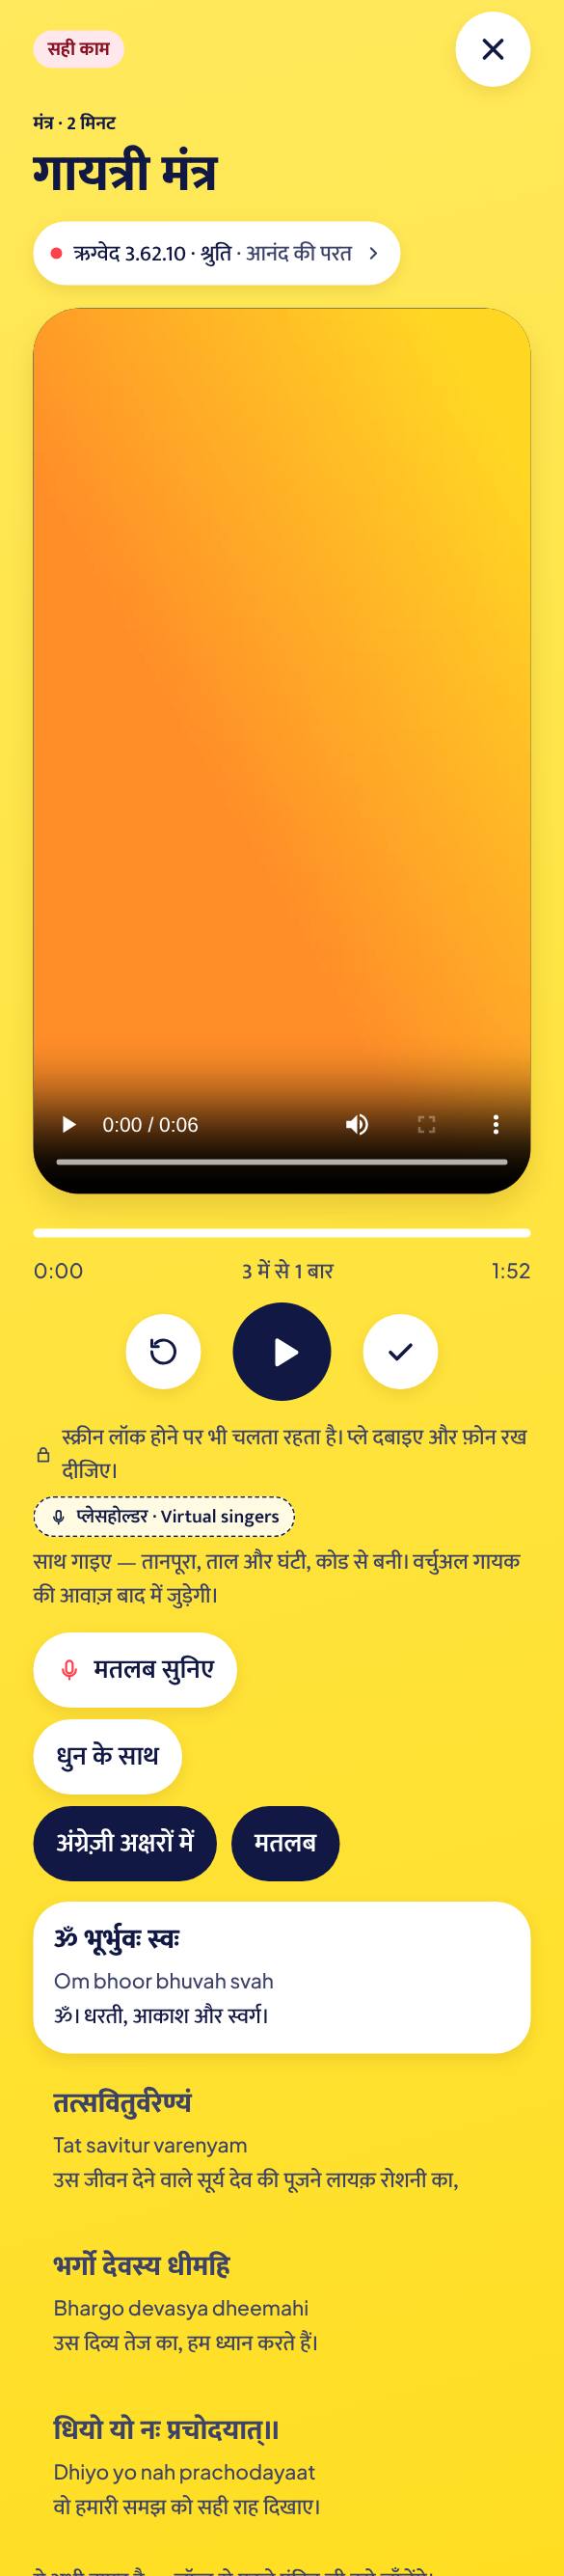 सही काम
मंत्र · 2 मिनट
गायत्री मंत्र
ऋग्वेद 3.62.10 · श्रुति · आनंद की परत
0:00 / 0:06
0:00 3 में से 1 बार 1:52
स्क्रीन लॉक होने पर भी चलता रहता है। प्ले दबाइए और फ़ोन रख
दीजिए।
प्लेसहोल्डर · Virtual singers
साथ गाइए — तानपूरा, ताल और घंटी, कोड से बनी। वर्चुअल गायक
की आवाज़ बाद में जुड़ेगी।
मतलब सुनिए
धुन के साथ
अंग्रेज़ी अक्षरों में मतलब
ॐ भूर्भुवः स्वः
Om bhoor bhuvah svah
ॐ। धरती, आकाश और स्वर्ग।
तत्सवितुर्वरेण्यं
Tat savitur varenyam
उस जीवन देने वाले सूर्य देव की पूजने लायक़ रोशनी का,
भर्गो देवस्य धीमहि
Bhargo devasya dheemahi
उस दिव्य तेज का, हम ध्यान करते हैं।
धियो यो नः प्रचोदयात्॥
Dhiyo yo nah prachodayaat
वो हमारी समझ को सही राह दिखाए।